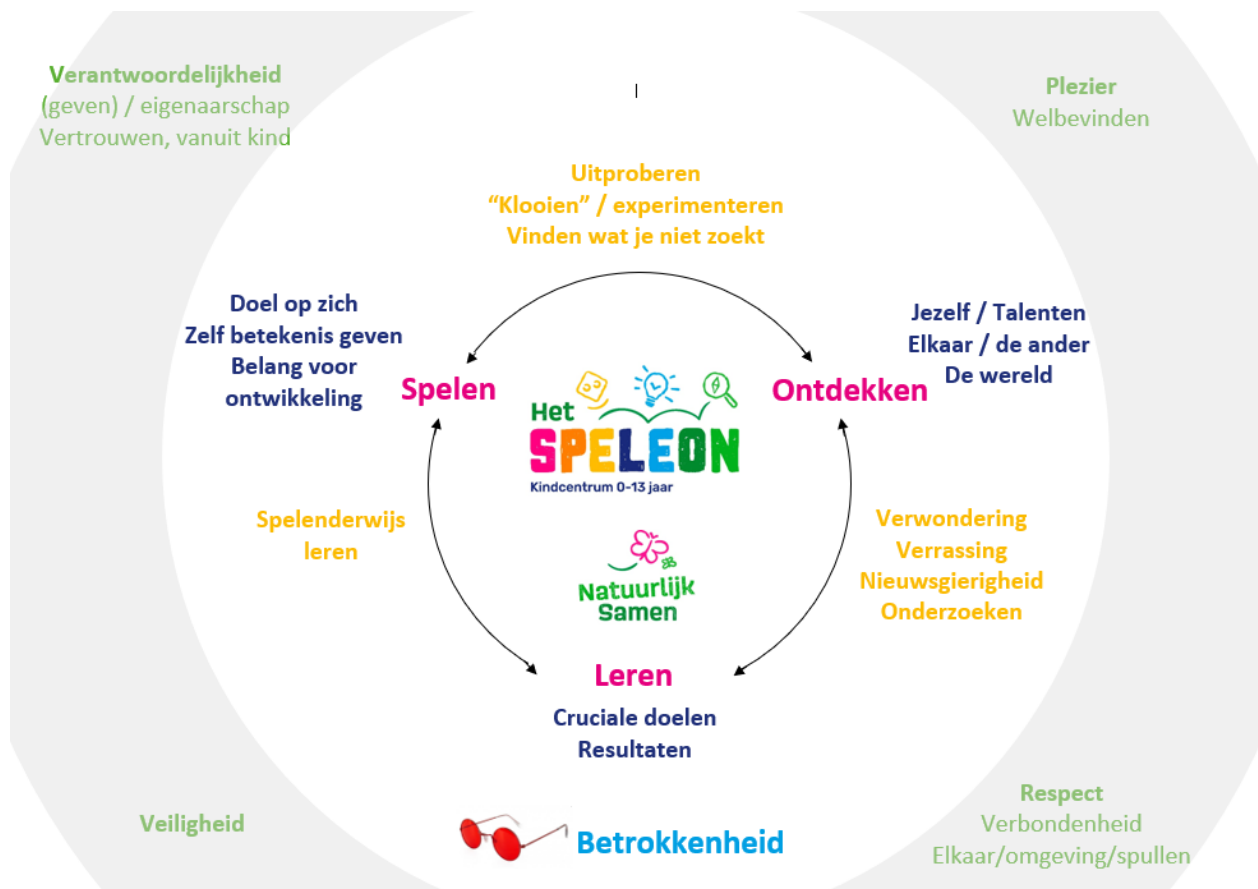 Verantwoordelijkheid
(geven) / eigenaarschap
Vertrouwen, vanuit kind
Plezier
Welbevinden
Uitproberen
“Klooien” / experimenteren
Vinden wat je niet zoekt
Doel op zich
Zelf betekenis geven
Belang voor
ontwikkeling
Spelen
Jezelf / Talenten
Elkaar / de ander
De wereld
Ontdekken
Het
SPELEON
Kindcentrum 0-13 jaar
Spelenderwijs
leren
Verwondering
Verrassing
Nieuwsgierigheid
Onderzoeken
Natuurlijk
Samen
Leren
Cruciale doelen
Resultaten
Veiligheid
Betrokkenheid
Respect
Verbondenheid
Elkaar/omgeving/spullen